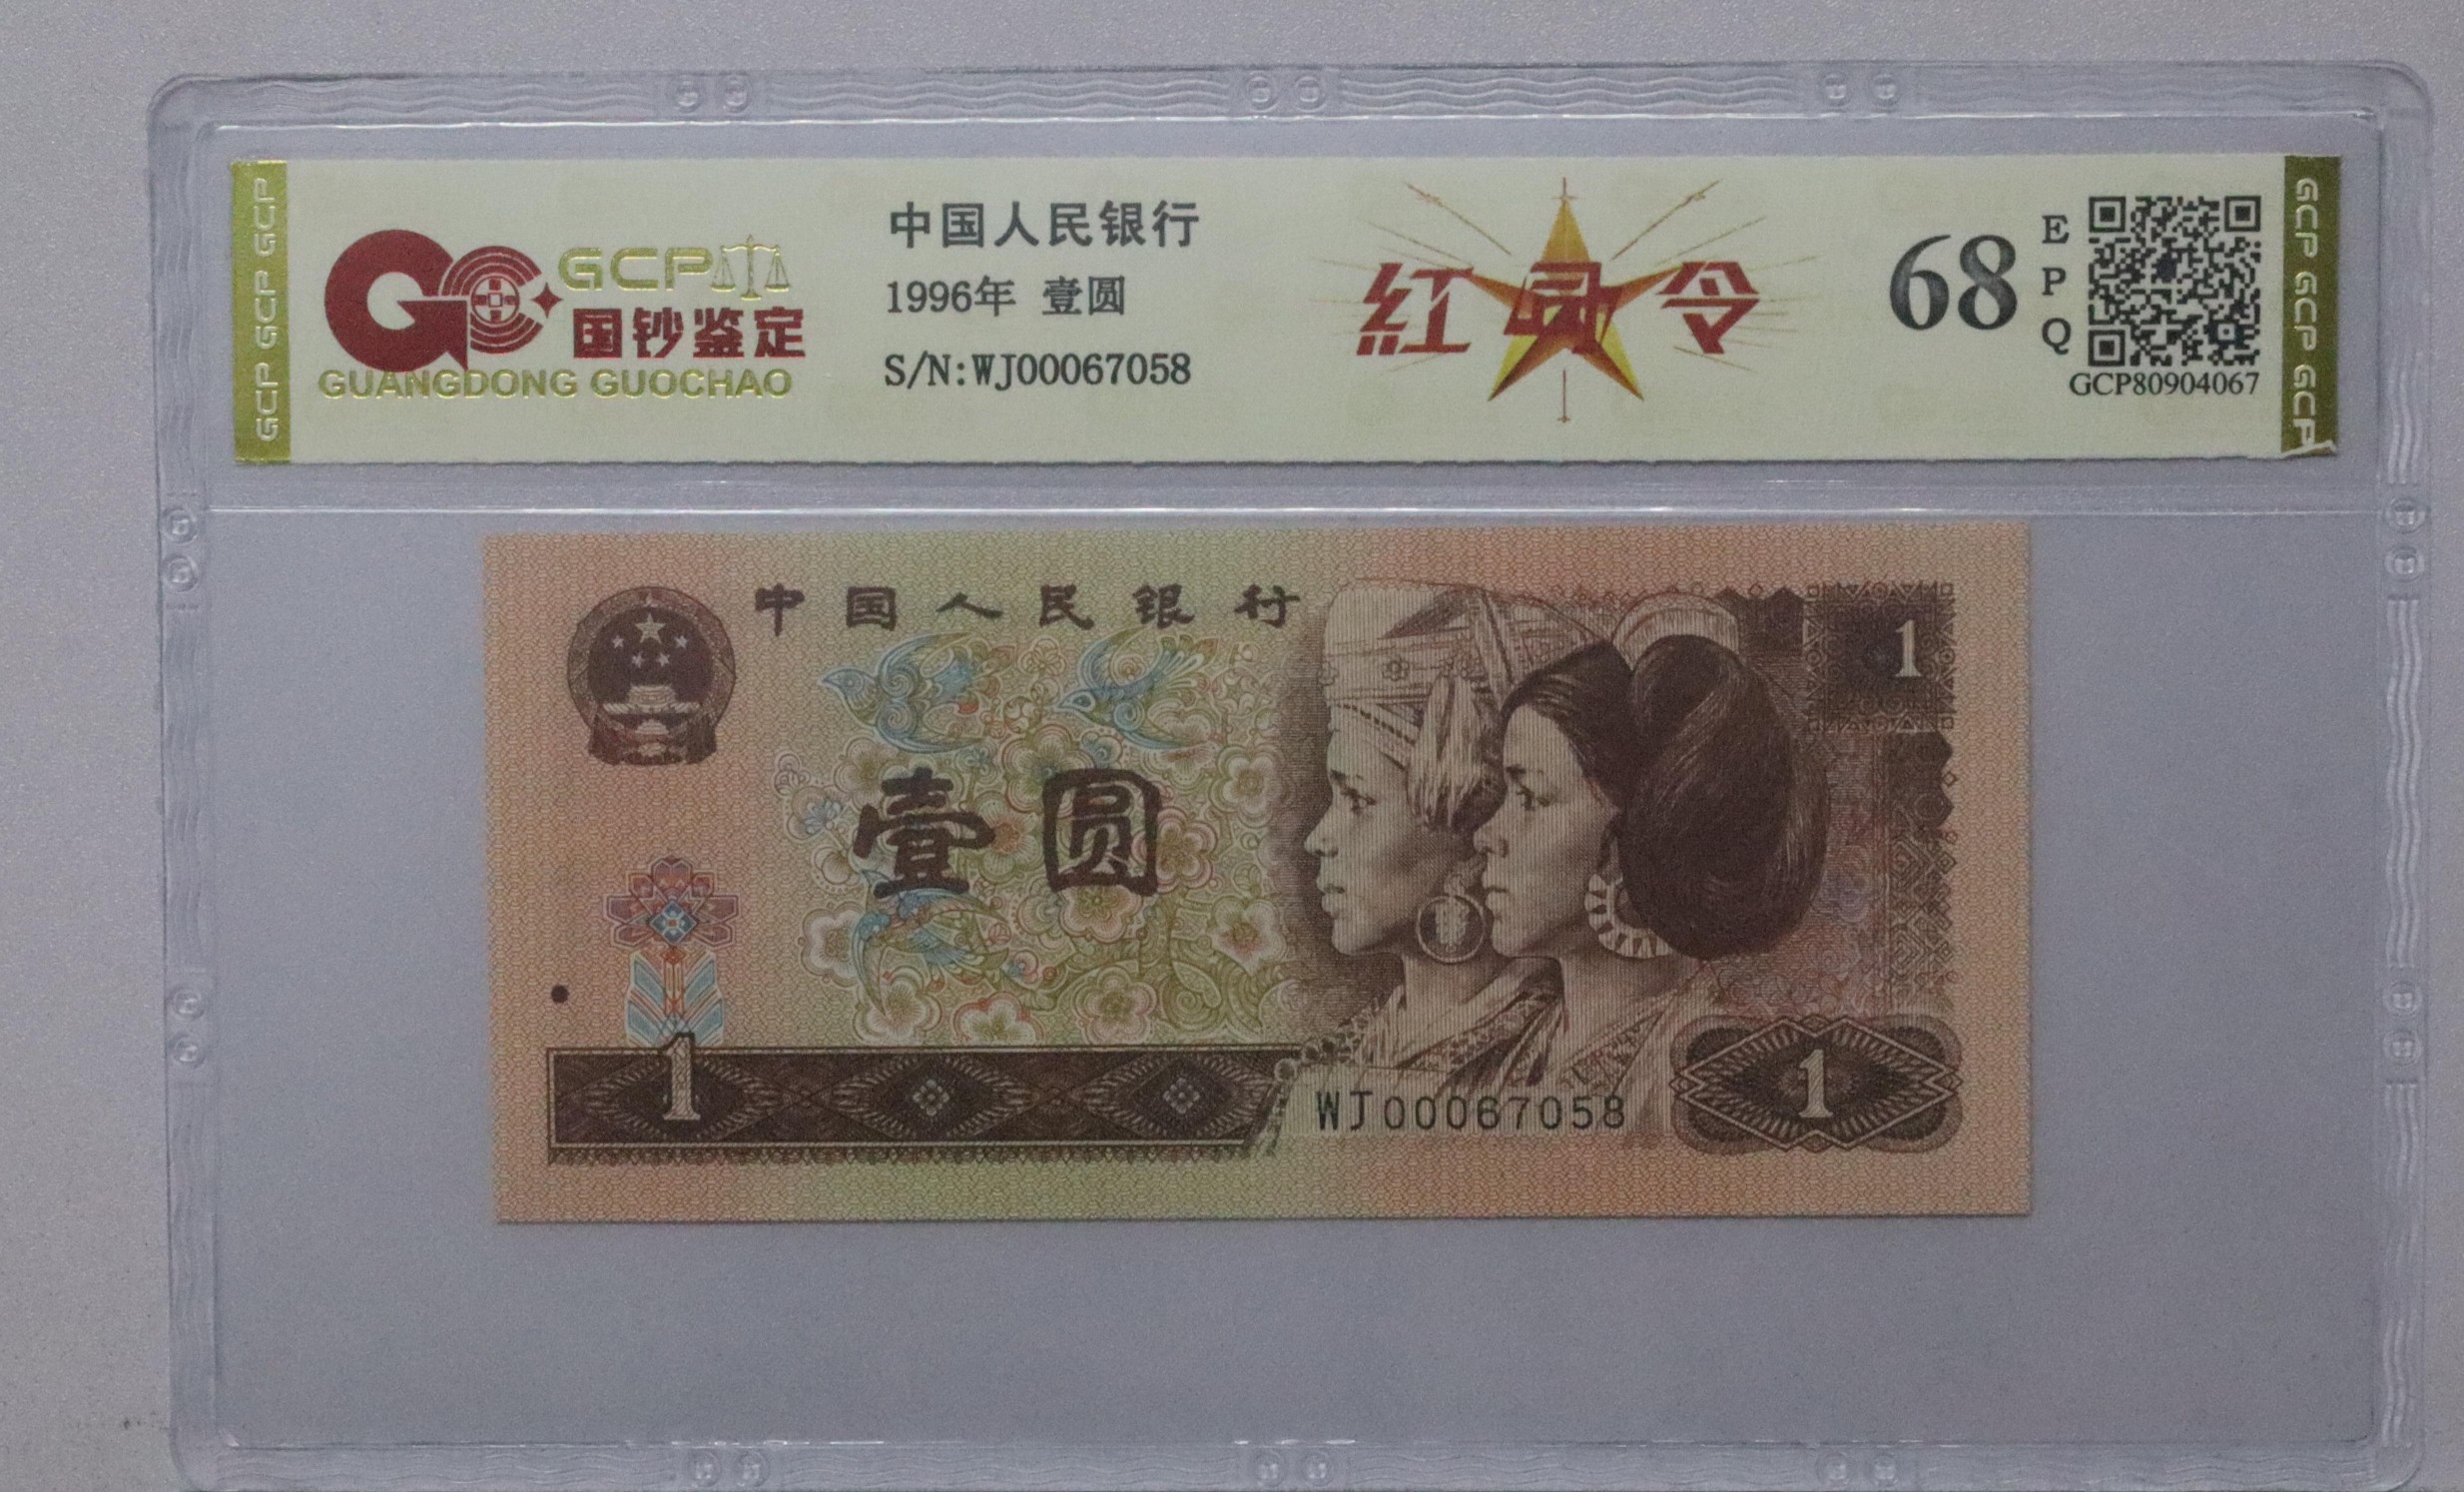 GCP GCP GCP
GCP
国钞鉴定
GUANGDONG GUOCHAO
中国人民银行
1996年 壹圆
S/N:WJ00067058
紅 令
68
EPQ
GCP80904067
GCP GCP GCP
中国人民银行
1
壹圆
1
WJ00067058
1